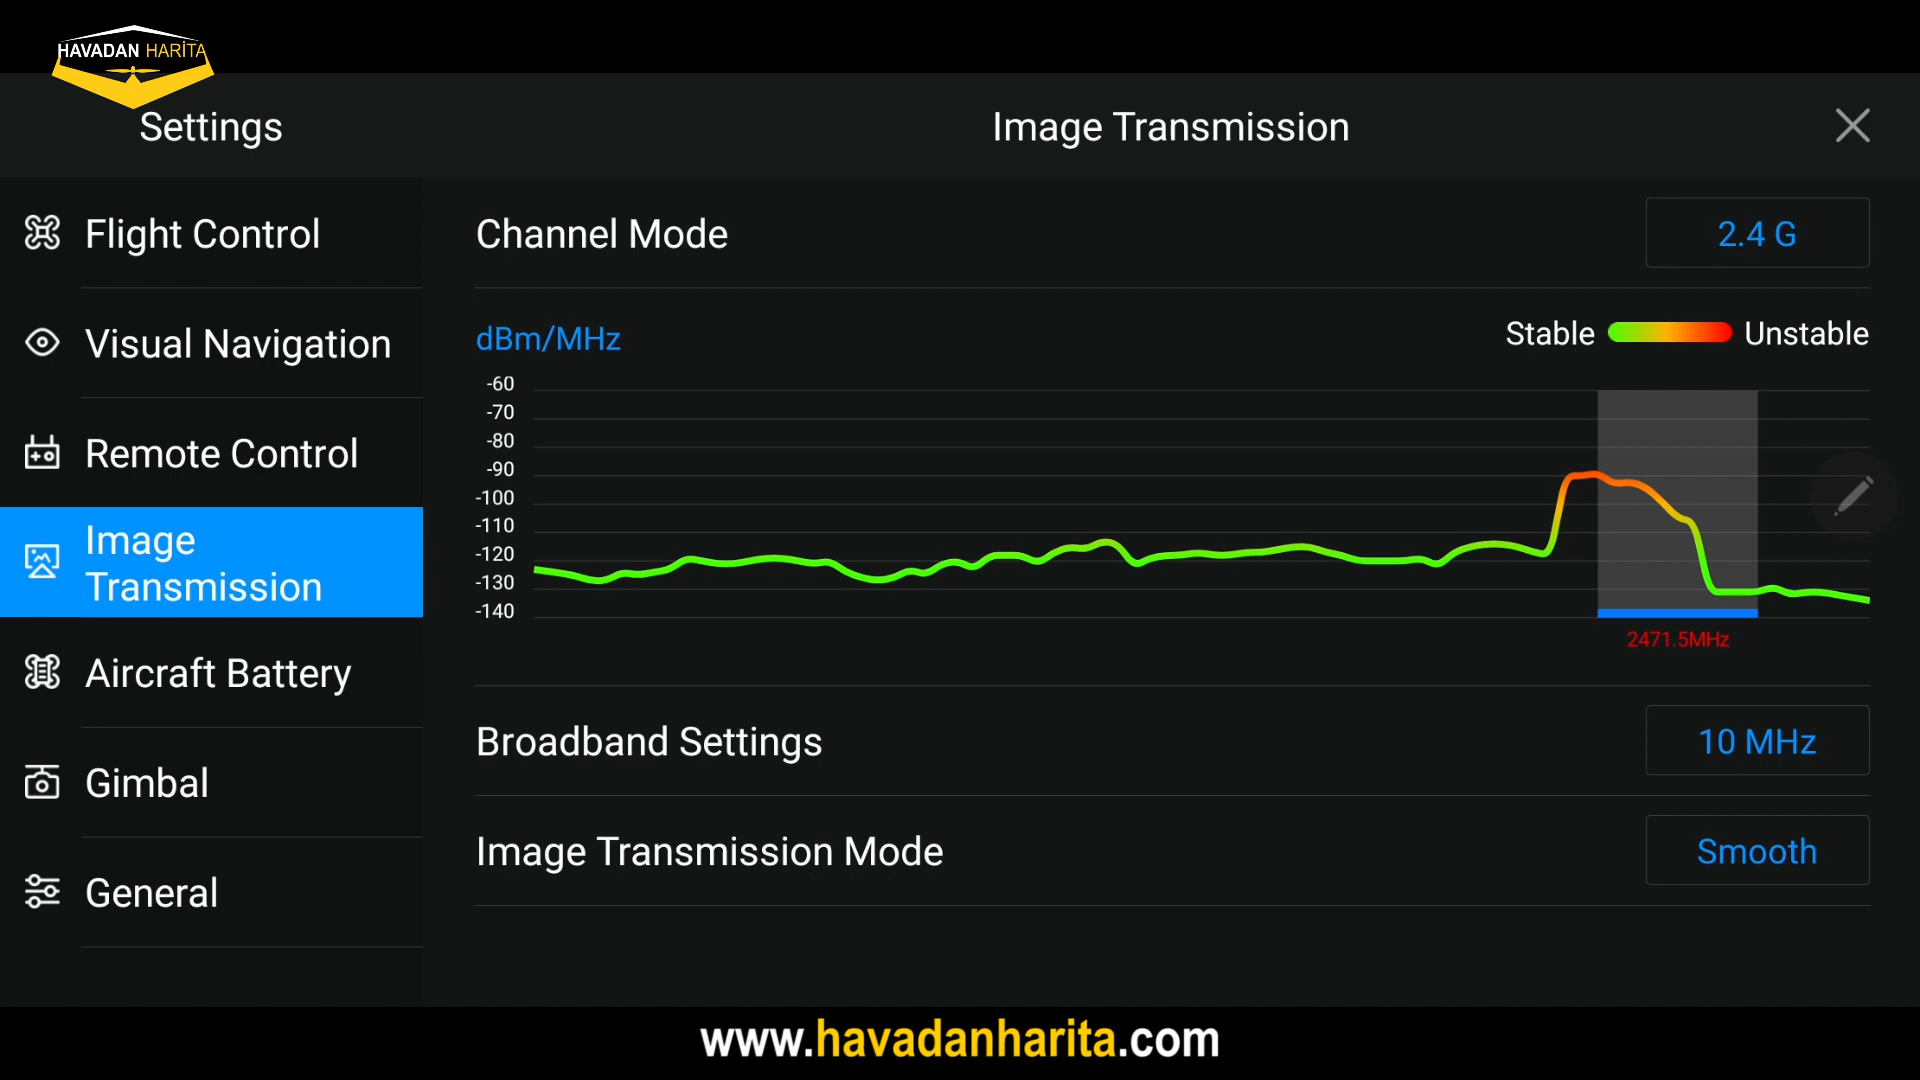 HAVADAN HARİTA
Settings
Image Transmission
Flight Control
Visual Navigation
Remote Control
Image
Transmission
Aircraft Battery
Gimbal
General
Channel Mode
2.4 G
dBm/MHz
Stable
Unstable
-60
-70
-80
-90
-100
-110
-120
-130
-140
2471.5MHz
Broadband Settings
10 MHz
Image Transmission Mode
Smooth
www.havadanharita.com